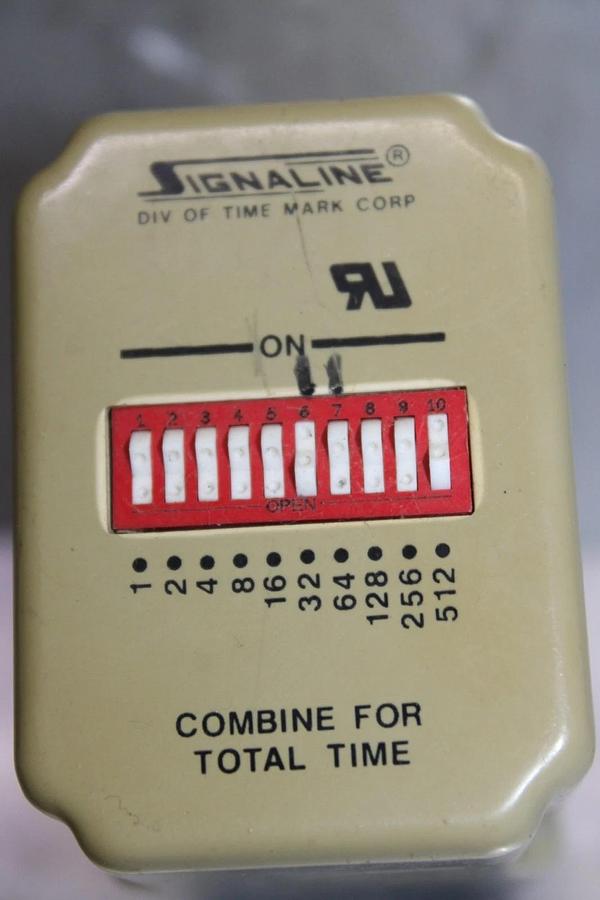 SIGNALINE®
DIV OF TIME MARK CORP
RU
ON
1 2 3 4 5 6 7 8 9 10
OPEN
1 2 4 8 16 32 64 128 256 512
COMBINE FOR
TOTAL TIME